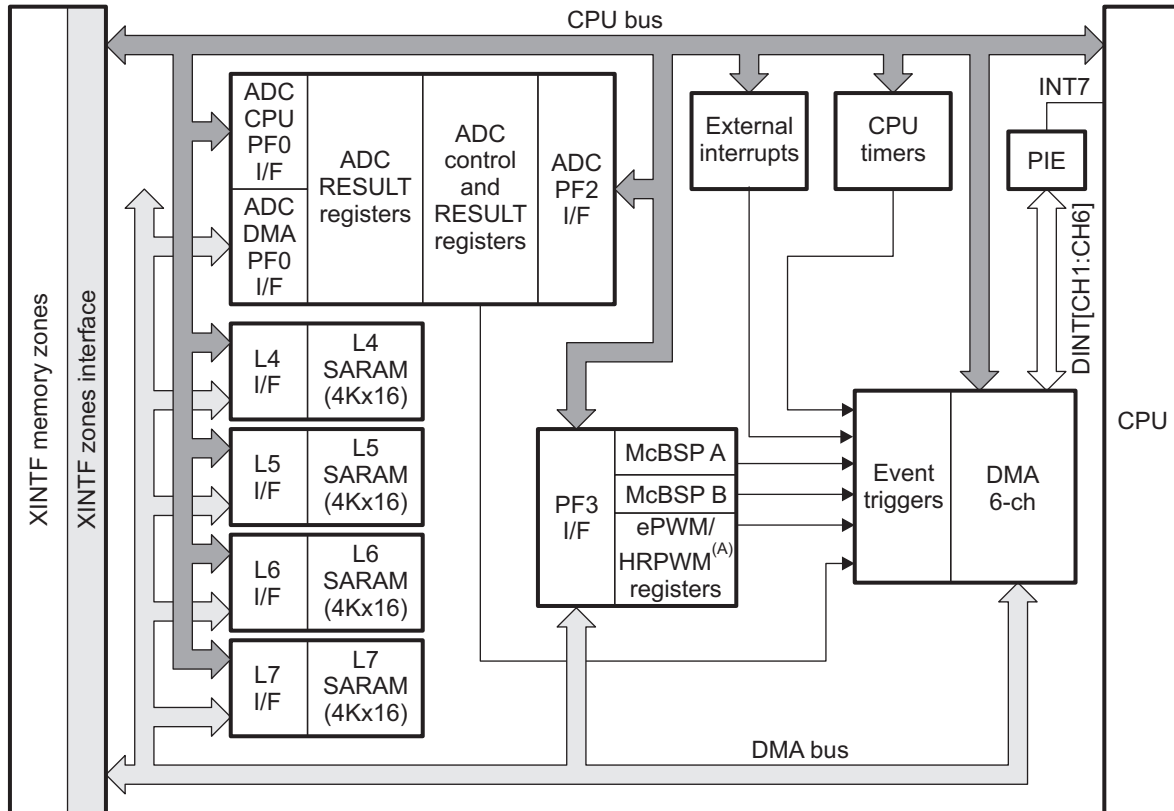 CPU bus
INT7
ADC
CPU
PF0
I/F
ADC
DMA
PF0
I/F
ADC
RESULT
registers
ADC
control
and
RESULT
registers
ADC
PF2
I/F
External
interrupts
CPU
timers
PIE
DINT[CH1:CH6]
XINTF memory zones
XINTF zones interface
L4
I/F
L4
SARAM
(4Kx16)
L5
I/F
L5
SARAM
(4Kx16)
L6
I/F
L6
SARAM
(4Kx16)
L7
I/F
L7
SARAM
(4Kx16)
PF3
I/F
McBSP A
McBSP B
ePWM/
HRPWM(A)
registers
Event
triggers
DMA
6-ch
CPU
DMA bus